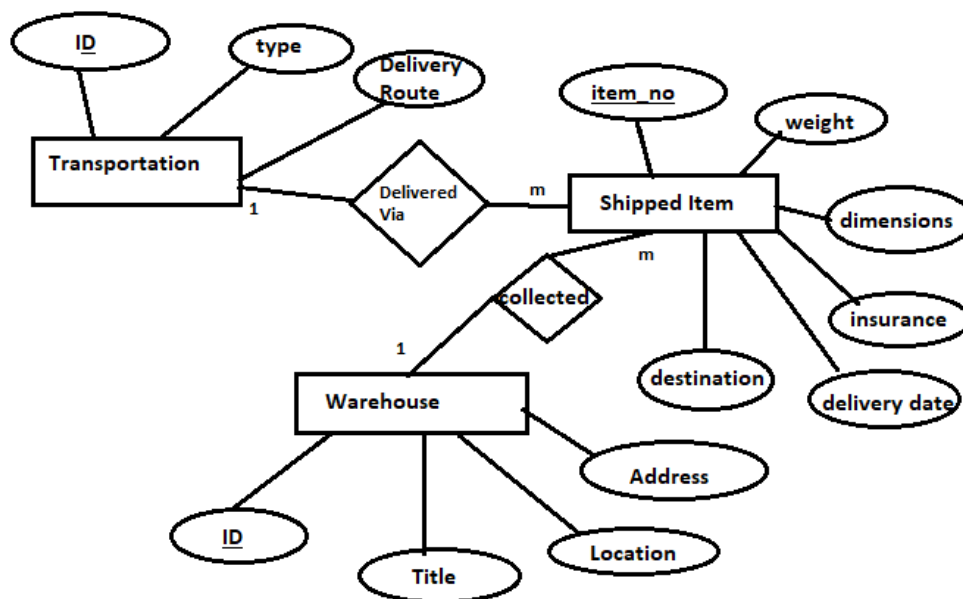 ID
type
Delivery
Route
item_no
weight
Transportation
Delivered
Via
1
m
Shipped Item
dimensions
m
collected
insurance
1
destination
delivery date
Warehouse
Address
ID
Title
Location